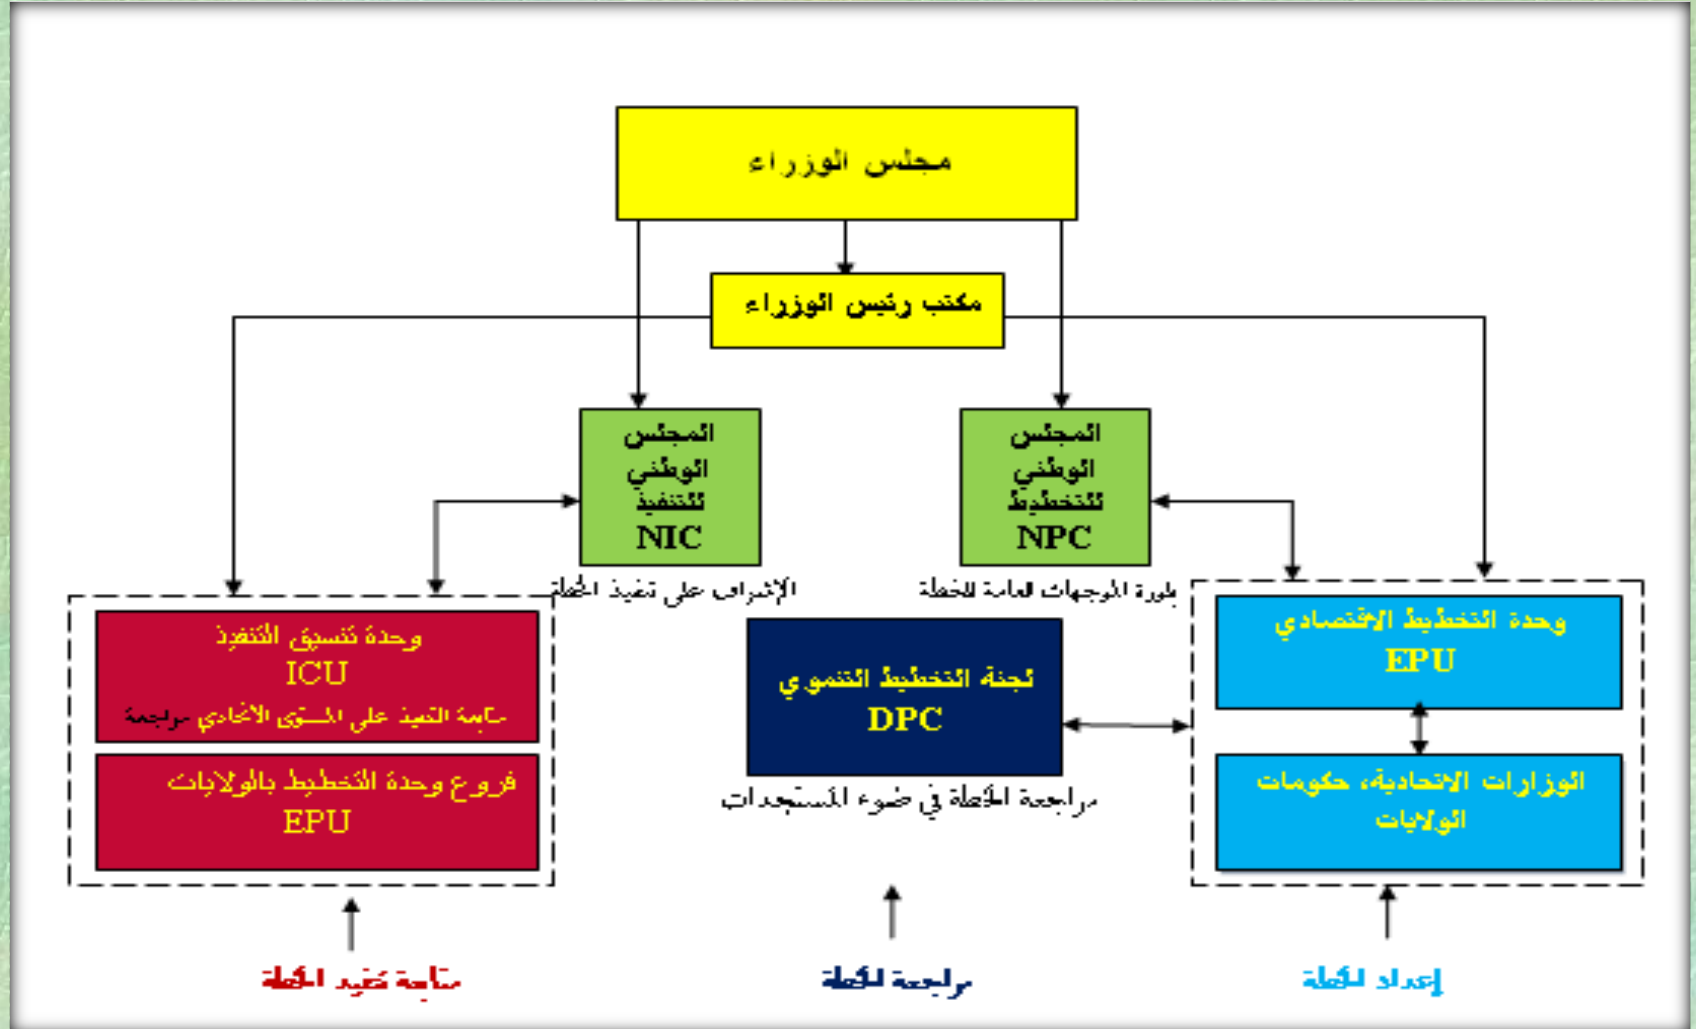 مجلس الوزراء
مكتب رئيس الوزراء
المجلس
الوطني
للتخطيط
NPC
بلورة الموجهات العامة للخطة
المجلس
الوطني
للتنفيذ
NIC
الإشراف على تنفيذ الخطة
وحدة التخطيط الاقتصادي
EPU
الوزارات الاتحادية، حكومات
الولايات
لجنة التخطيط التنموي
DPC
مراجعة الخطة في ضوء المستجدات
وحدة تنسيق التنفيذ
ICU
متابعة التنفيذ على المستوى الاتحادي مراجعة
فروع وحدة التخطيط بالولايات
EPU
إعداد الخطة
مراجعة الخطة
متابعة تنفيذ الخطة